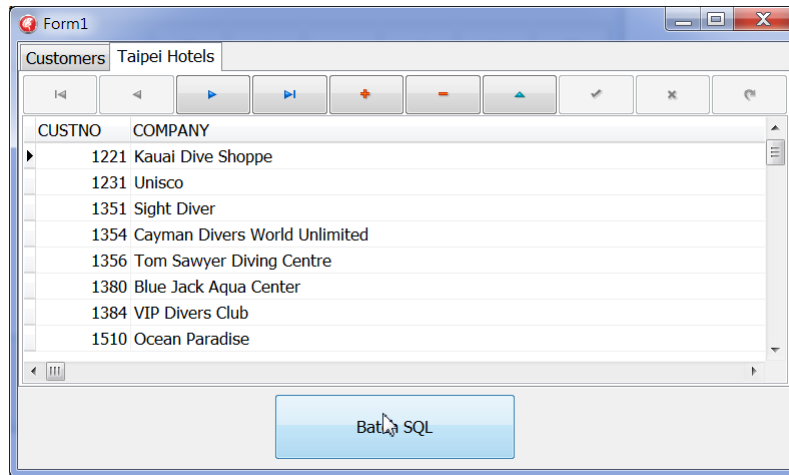 Form1
Customers Taipei Hotels
CUSTNO COMPANY
1221 Kauai Dive Shoppe
1231 Unisco
1351 Sight Diver
1354 Cayman Divers World Unlimited
1356 Tom Sawyer Diving Centre
1380 Blue Jack Aqua Center
1384 VIP Divers Club
1510 Ocean Paradise
Batch SQL